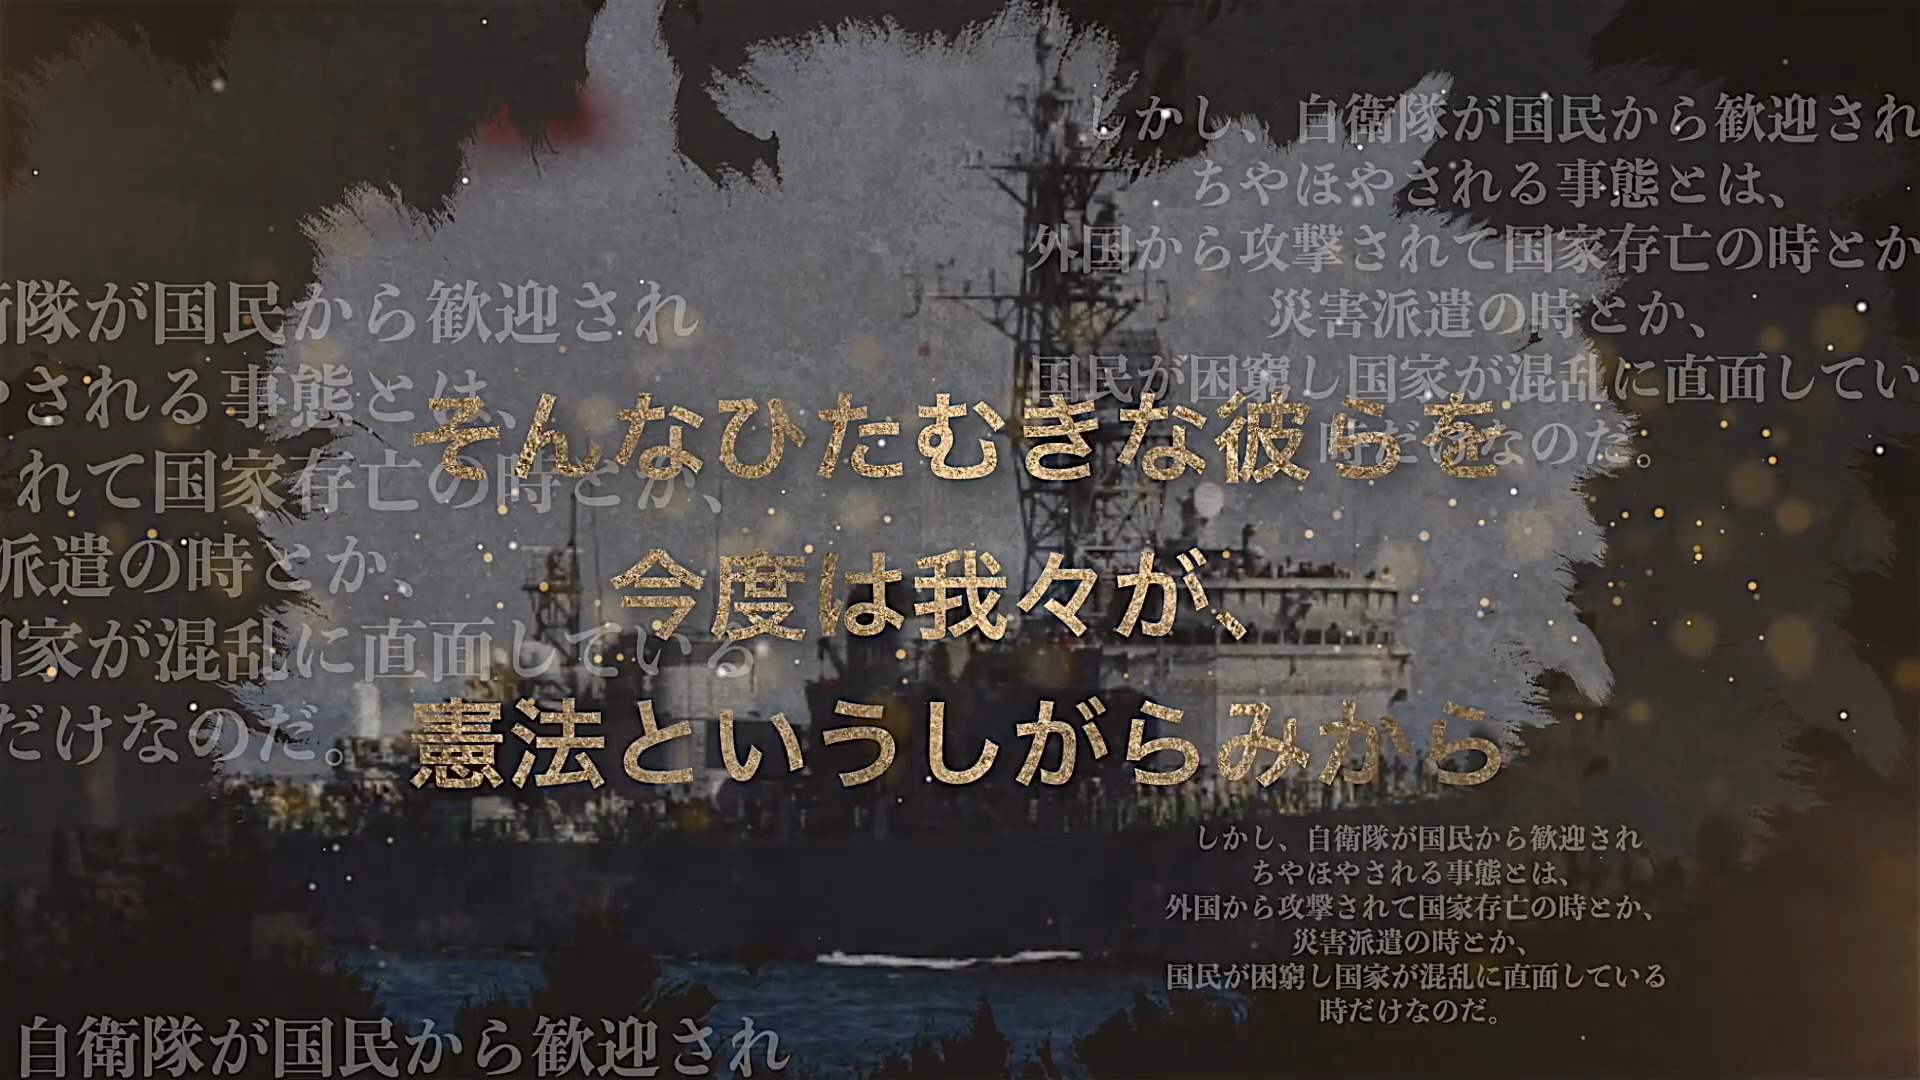 しかし、自衛隊が国民から歓迎され
ちやほやされる事態とは、
外国から攻撃されて国家存亡の時とか
災害派遣の時とか、
国民が困窮し国家が混乱に直面してい
時だけなのだ。
衛隊が国民から歓迎され
やされる事態とは、
れて国家存亡の時とか、
派遣の時とか、
国家が混乱に直面している
だけなのだ。
そんなひたむきな彼らを
今度は我々が、
憲法というしがらみから
しかし、自衛隊が国民から歓迎され
ちやほやされる事態とは、
外国から攻撃されて国家存亡の時とか、
災害派遣の時とか、
国民が困窮し国家が混乱に直面している
時だけなのだ。
自衛隊が国民から歓迎され